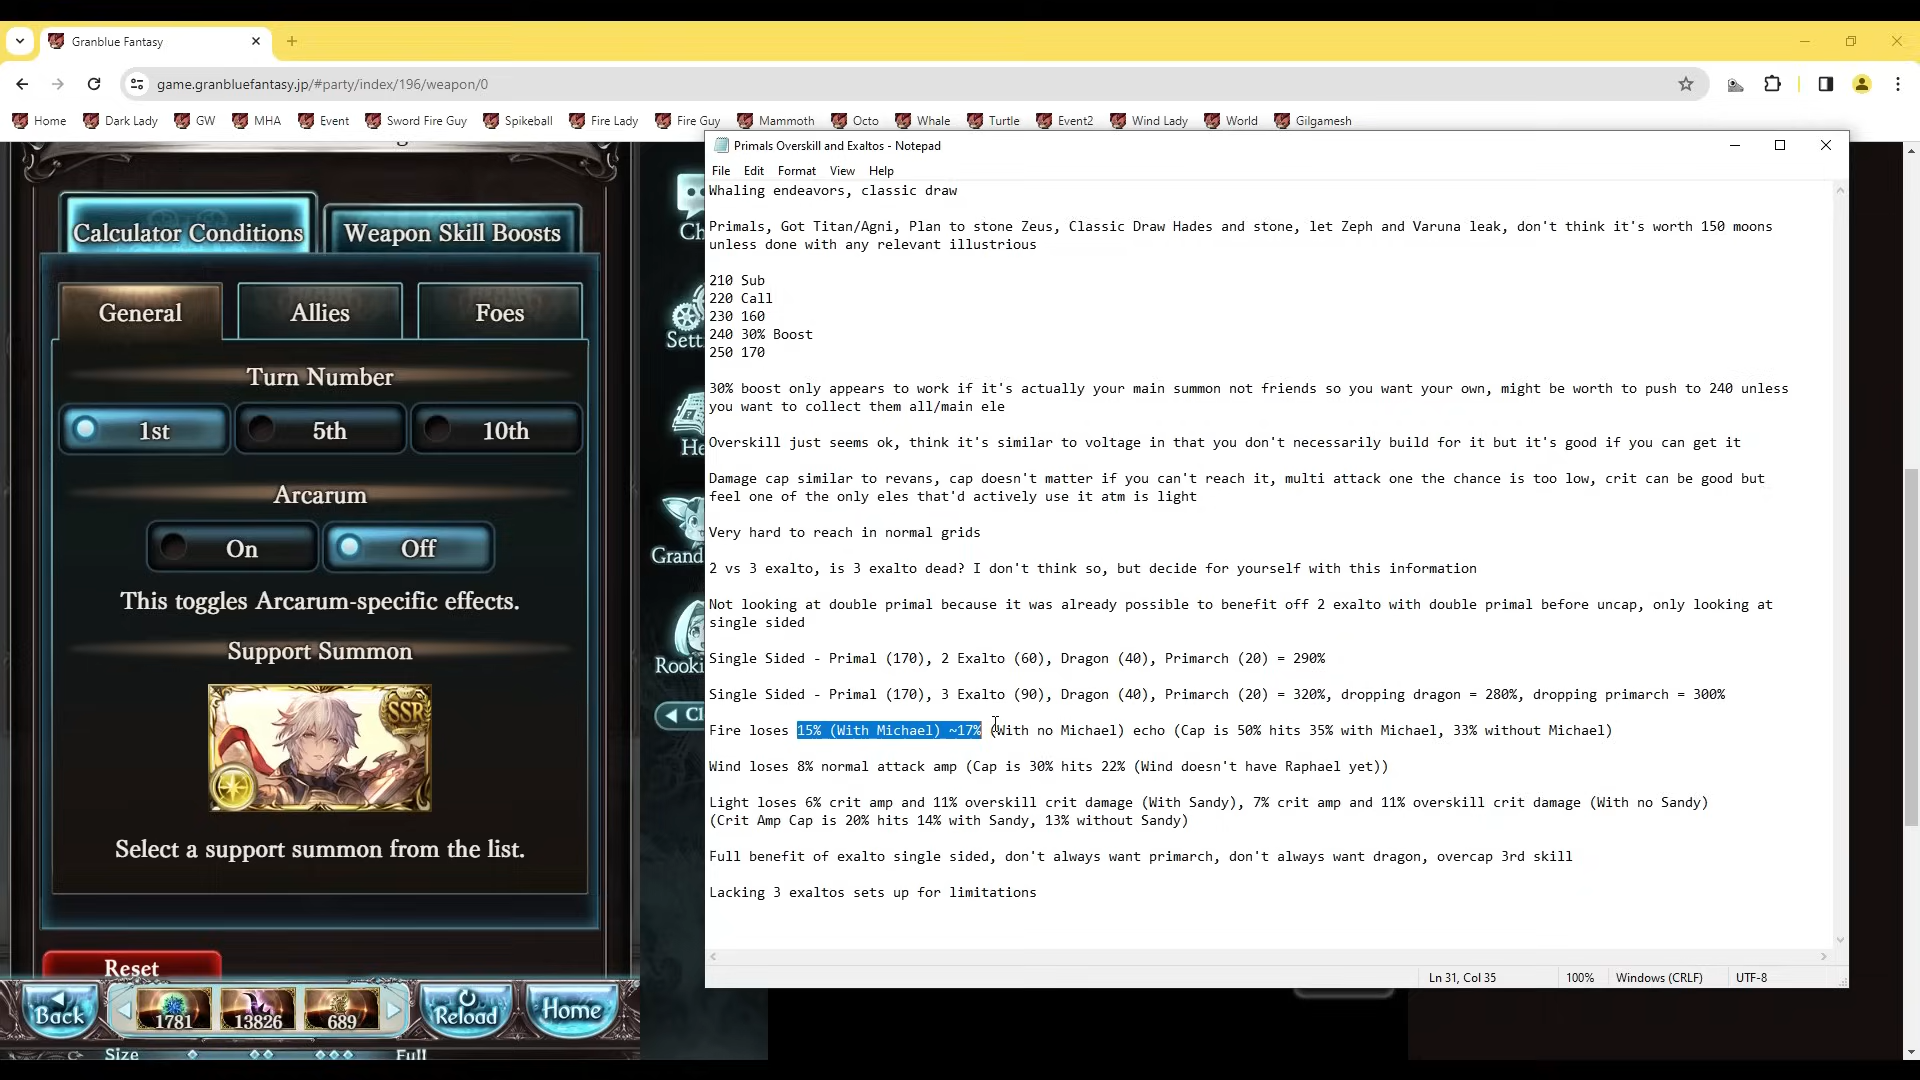 Granblue Fantasy
game.granbluefantasy.jp/#party/index/196/weapon/0
Home Dark Lady GW MHA Event Sword Fire Guy Spikeball Fire Lady Fire Guy Mammoth Octo Whale Turtle Event2 Wind Lady World Gilgamesh
Calculator Conditions Weapon Skill Boosts
General Allies Foes
Turn Number
1st 5th 10th
Arcarum
On Off
This toggles Arcarum-specific effects.
Support Summon
SSR
Select a support summon from the list.
Reset
Back 1781 13826 689 Reload Home
Size Full
Ch
Sett
He
Grand
Rooki
Cl
Primals Overskill and Exaltos - Notepad
File Edit Format View Help
Whaling endeavors, classic draw
Primals, Got Titan/Agni, Plan to stone Zeus, Classic Draw Hades and stone, let Zeph and Varuna leak, don't think it's worth 150 moons
unless done with any relevant illustrious
210 Sub
220 Call
230 160
240 30% Boost
250 170
30% boost only appears to work if it's actually your main summon not friends so you want your own, might be worth to push to 240 unless
you want to collect them all/main ele
Overskill just seems ok, think it's similar to voltage in that you don't necessarily build for it but it's good if you can get it
Damage cap similar to revans, cap doesn't matter if you can't reach it, multi attack one the chance is too low, crit can be good but
feel one of the only eles that'd actively use it atm is light
Very hard to reach in normal grids
2 vs 3 exalto, is 3 exalto dead? I don't think so, but decide for yourself with this information
Not looking at double primal because it was already possible to benefit off 2 exalto with double primal before uncap, only looking at
single sided
Single Sided - Primal (170), 2 Exalto (60), Dragon (40), Primarch (20) = 290%
Single Sided - Primal (170), 3 Exalto (90), Dragon (40), Primarch (20) = 320%, dropping dragon = 280%, dropping primarch = 300%
Fire loses 15% (With Michael) ~17% (With no Michael) echo (Cap is 50% hits 35% with Michael, 33% without Michael)
Wind loses 8% normal attack amp (Cap is 30% hits 22% (Wind doesn't have Raphael yet))
Light loses 6% crit amp and 11% overskill crit damage (With Sandy), 7% crit amp and 11% overskill crit damage (With no Sandy)
(Crit Amp Cap is 20% hits 14% with Sandy, 13% without Sandy)
Full benefit of exalto single sided, don't always want primarch, don't always want dragon, overcap 3rd skill
Lacking 3 exaltos sets up for limitations
Ln 31, Col 35 100% Windows (CRLF) UTF-8